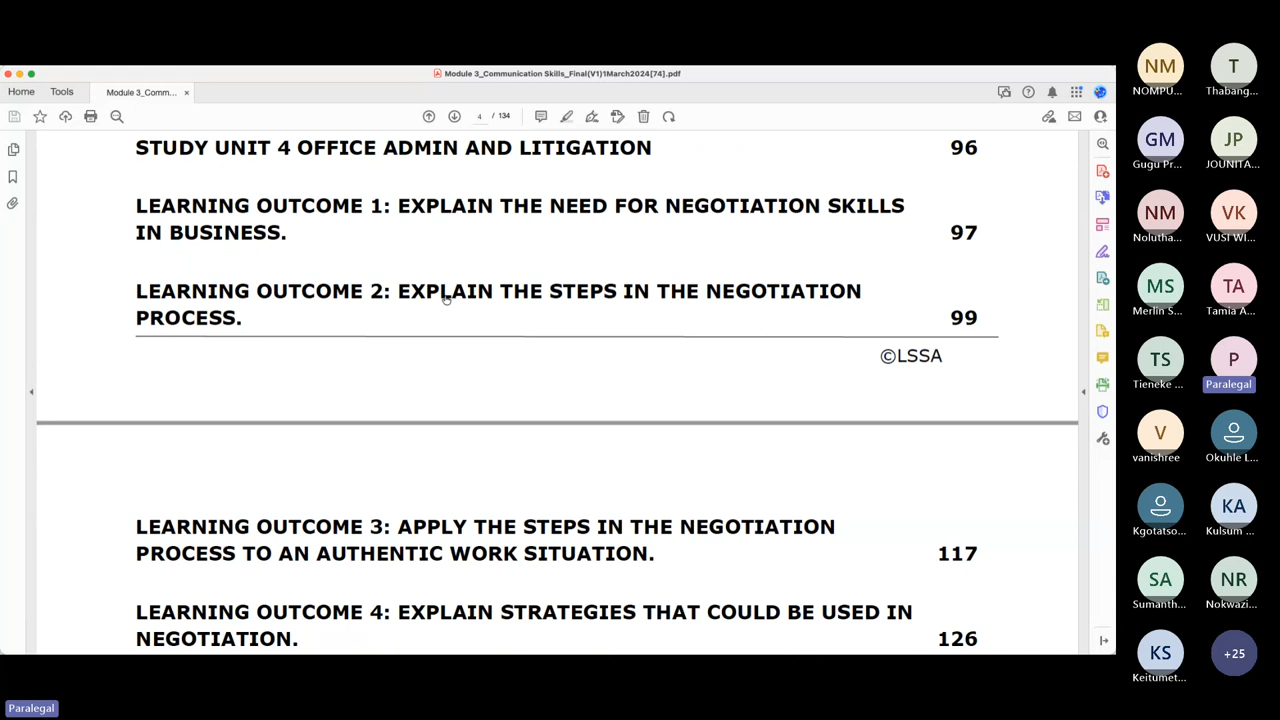 Module 3_Communication Skills_Final(V1)1March2024[74].pdf
Home Tools Module 3_Comm... ×
4 / 134
STUDY UNIT 4 OFFICE ADMIN AND LITIGATION 96
LEARNING OUTCOME 1: EXPLAIN THE NEED FOR NEGOTIATION SKILLS
IN BUSINESS. 97
LEARNING OUTCOME 2: EXPLAIN THE STEPS IN THE NEGOTIATION
PROCESS. 99
©LSSA
LEARNING OUTCOME 3: APPLY THE STEPS IN THE NEGOTIATION
PROCESS TO AN AUTHENTIC WORK SITUATION. 117
LEARNING OUTCOME 4: EXPLAIN STRATEGIES THAT COULD BE USED IN
NEGOTIATION. 126
NM T
NOMPU... Thabang...
GM JP
Gugu Pr... JOUNITA...
NM VK
Nolutha... VUSI WI...
MS TA
Merlin S... Tamia A...
TS P
Tieneke ... Paralegal
V
vanishree Okuhle L...
KA
Kgotatso... Kulsum ...
SA NR
Sumanth... Nokwazi...
KS +25
Keitumet...
Paralegal